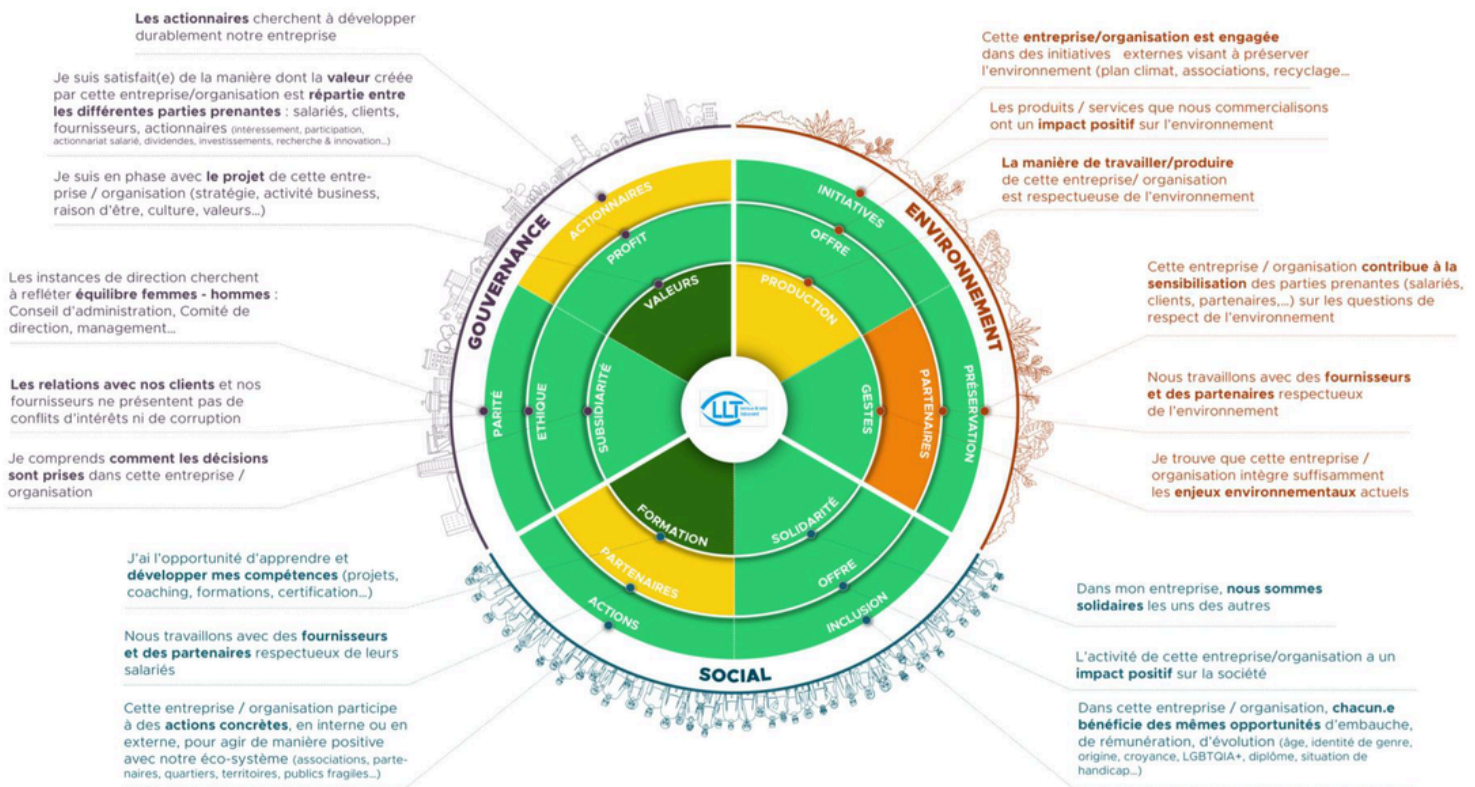 Les actionnaires cherchent à développer
durablement notre entreprise
Je suis satisfait(e) de la manière dont la valeur créée
par cette entreprise/organisation est répartie entre
les différentes parties prenantes : salariés, clients,
fournisseurs, actionnaires (intéressement, participation,
actionnariat salarié, dividendes, investissements, recherche & innovation...)
Je suis en phase avec le projet de cette entre-
prise / organisation (stratégie, activité business,
raison d'être, culture, valeurs...)
Les instances de direction cherchent
à refléter équilibre femmes - hommes :
Conseil d'administration, Comité de
direction, management...
Les relations avec nos clients et nos
fournisseurs ne présentent pas de
conflits d'intérêts ni de corruption
Je comprends comment les décisions
sont prises dans cette entreprise /
organisation
J'ai l'opportunité d'apprendre et
développer mes compétences (projets,
coaching, formations, certification...)
Nous travaillons avec des fournisseurs
et des partenaires respectueux de leurs
salariés
Cette entreprise / organisation participe
à des actions concrètes, en interne ou en
externe, pour agir de manière positive
avec notre éco-système (associations, parte-
naires, quartiers, territoires, publics fragiles...)
GOUVERNANCE
ACTIONNAIRES
PROFIT
VALEURS
PARITÉ
ETHIQUE
SUBSIDIARITÉ
ENVIRONNEMENT
INITIATIVES
OFFRE
PRODUCTION
GESTES
PARTENAIRES
PRÉSERVATION
LLT
FORMATION
PARTENAIRES
ACTIONS
SOLIDARITÉ
OFFRE
INCLUSION
SOCIAL
Cette entreprise/organisation est engagée
dans des initiatives externes visant à préserver
l'environnement (plan climat, associations, recyclage...
Les produits / services que nous commercialisons
ont un impact positif sur l'environnement
La manière de travailler/produire
de cette entreprise/ organisation
est respectueuse de l'environnement
Cette entreprise / organisation contribue à la
sensibilisation des parties prenantes (salariés,
clients, partenaires,...) sur les questions de
respect de l'environnement
Nous travaillons avec des fournisseurs
et des partenaires respectueux
de l'environnement
Je trouve que cette entreprise /
organisation intègre suffisamment
les enjeux environnementaux actuels
Dans mon entreprise, nous sommes
solidaires les uns des autres
L'activité de cette entreprise/organisation a un
impact positif sur la société
Dans cette entreprise / organisation, chacun.e
bénéficie des mêmes opportunités d'embauche,
de rémunération, d'évolution (âge, identité de genre,
origine, croyance, LGBTQIA+, diplôme, situation de
handicap...)